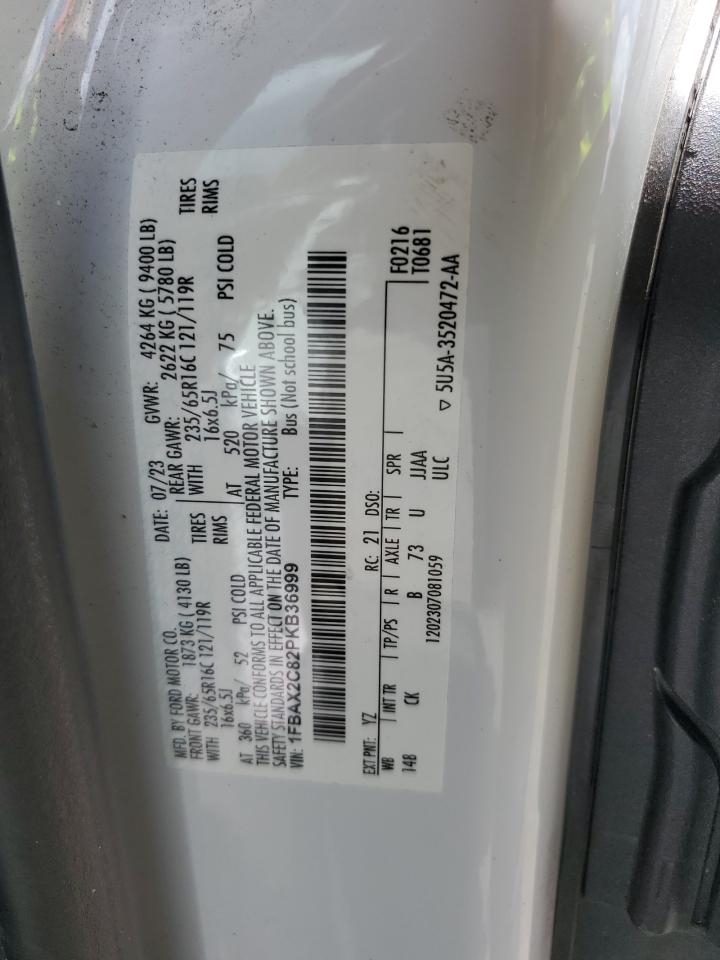 MFD. BY FORD MOTOR CO. DATE: 07/23 GVWR: 4264 KG ( 9400 LB)
FRONT GAWR: 1873 KG ( 4130 LB) REAR GAWR: 2622 KG ( 5780 LB)
WITH 235/65R16C 121/119R TIRES WITH 235/65R16C 121/119R TIRES
16x6.5J RIMS 16x6.5J RIMS
AT 360 kPa/ 52 PSI COLD AT 520 kPa/ 75 PSI COLD
THIS VEHICLE CONFORMS TO ALL APPLICABLE FEDERAL MOTOR VEHICLE
SAFETY STANDARDS IN EFFECT ON THE DATE OF MANUFACTURE SHOWN ABOVE.
VIN: 1FBAX2C82PKB36999 TYPE: Bus (Not school bus)
EXT PNT: YZ RC: 21 DSO: F0216
WB INT TR TP/PS R AXLE TR SPR T0681
148 CK B 73 U JJAA
1202307081059 ULC
▽ 5U5A-3520472-AA